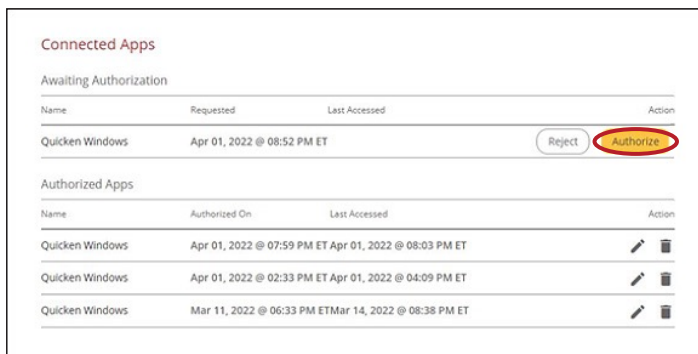 Connected Apps
Awaiting Authorization
Name Requested Last Accessed Action
Quicken Windows Apr 01, 2022 @ 08:52 PM ET Reject Authorize
Authorized Apps
Name Authorized On Last Accessed Action
Quicken Windows Apr 01, 2022 @ 07:59 PM ET Apr 01, 2022 @ 08:03 PM ET
Quicken Windows Apr 01, 2022 @ 02:33 PM ET Apr 01, 2022 @ 04:09 PM ET
Quicken Windows Mar 11, 2022 @ 06:33 PM ETMar 14, 2022 @ 08:38 PM ET